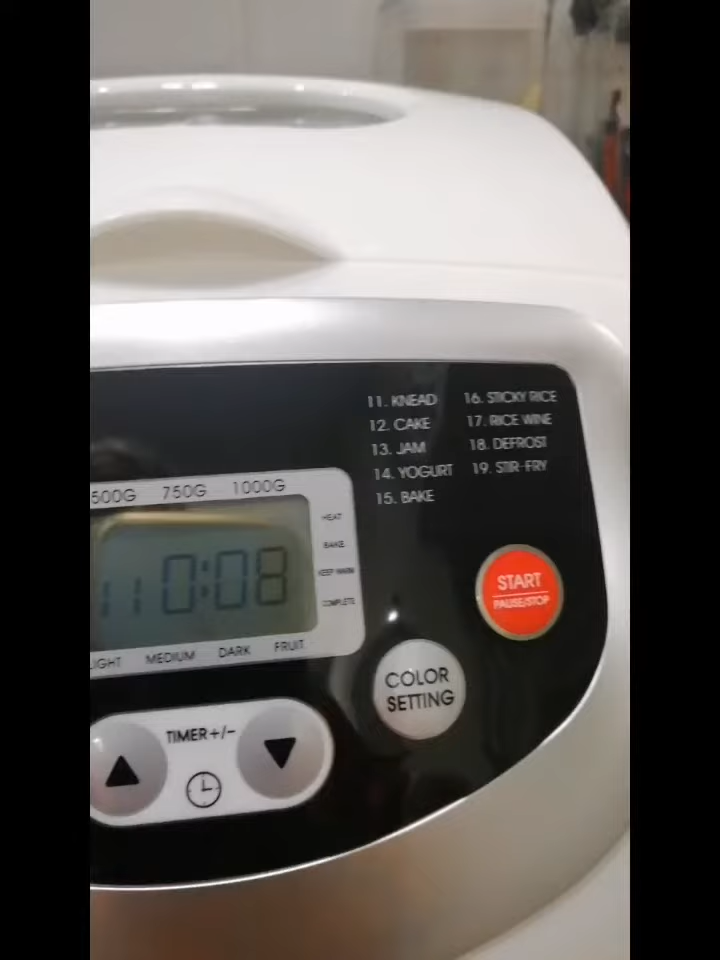 11. KNEAD
12. CAKE
13. JAM
14. YOGURT
15. BAKE
16. STICKY RICE
17. RICE WINE
18. DEFROST
19. STIR-FRY
500G 750G 1000G
HEAT
BAKE
KEEP WARM
COMPLETE
11 0:08
LIGHT MEDIUM DARK FRUIT
START
PAUSE/STOP
COLOR
SETTING
TIMER+/-